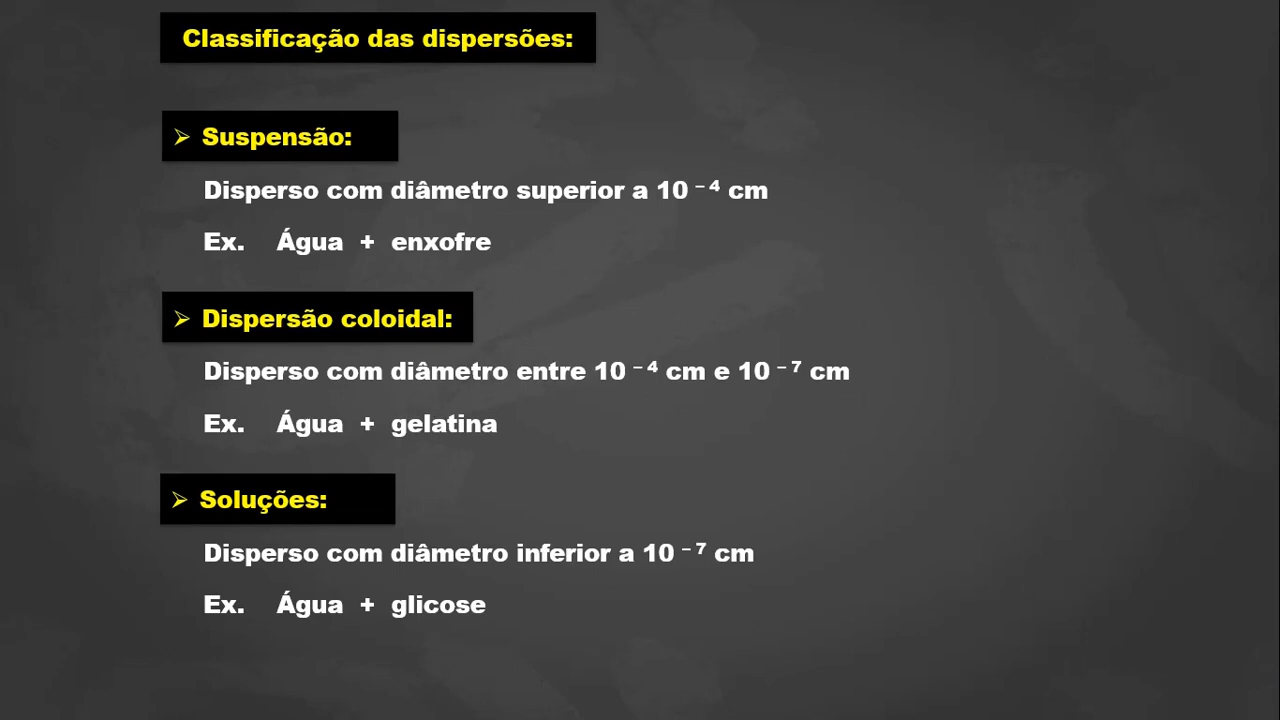 Classificação das dispersões:
➢ Suspensão:
Disperso com diâmetro superior a 10 ⁻ ⁴ cm
Ex. Água + enxofre
➢ Dispersão coloidal:
Disperso com diâmetro entre 10 ⁻ ⁴ cm e 10 ⁻ ⁷ cm
Ex. Água + gelatina
➢ Soluções:
Disperso com diâmetro inferior a 10 ⁻ ⁷ cm
Ex. Água + glicose